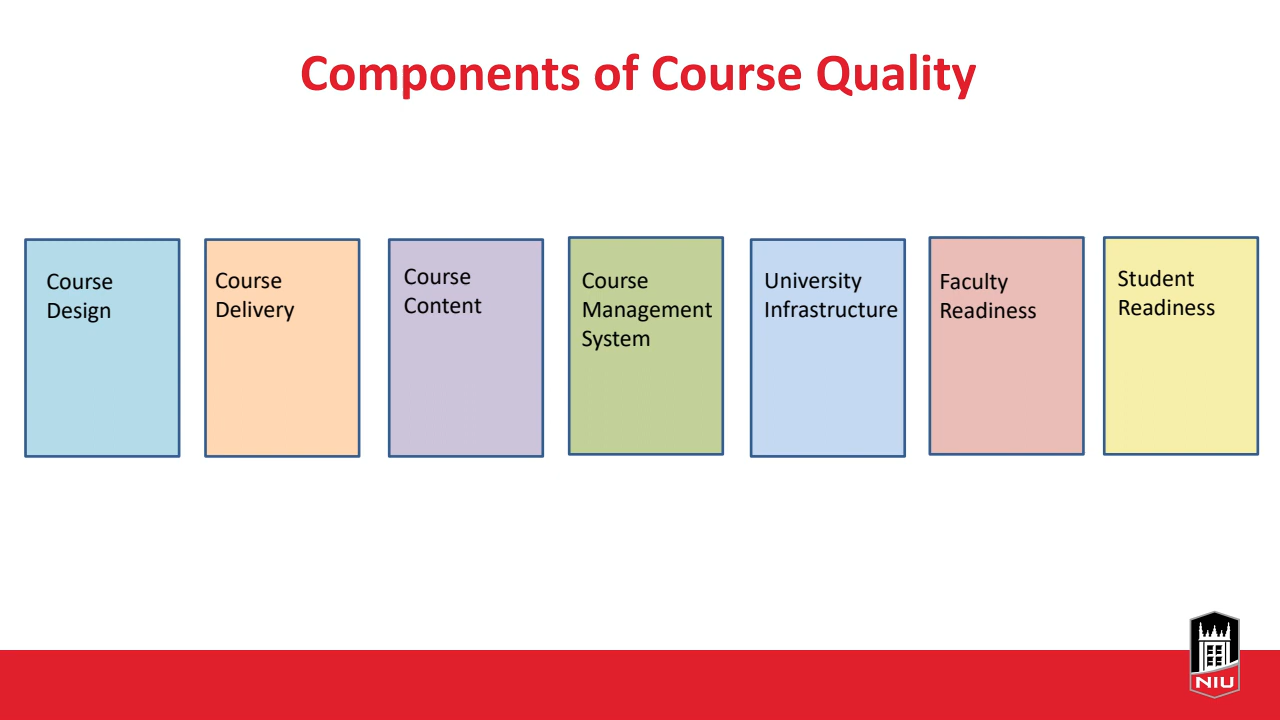 Components of Course Quality
Course
Design
Course
Delivery
Course
Content
Course
Management
System
University
Infrastructure
Faculty
Readiness
Student
Readiness
NIU